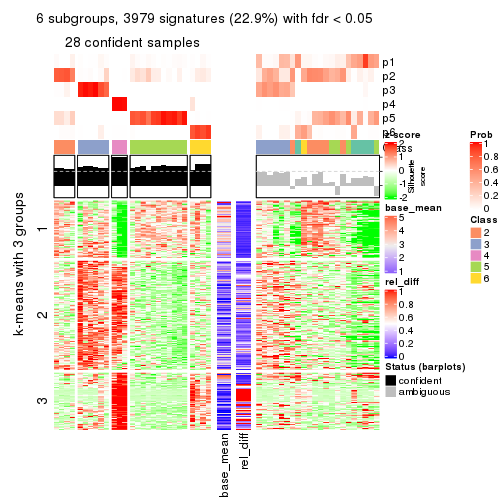 6 subgroups, 3979 signatures (22.9%) with fdr < 0.05
28 confident samples
p1
p2
p3
p4
p5
p6
Class
Silhouette
score
k-means with 3 groups
1
2
3
base_mean
rel_diff
z-score
2
1
0
-1
-2
base_mean
5
4
3
2
1
rel_diff
1
0.8
0.6
0.4
0.2
0
Status (barplots)
confident
ambiguous
Prob
1
0.8
0.6
0.4
0.2
0
Class
2
3
4
5
6